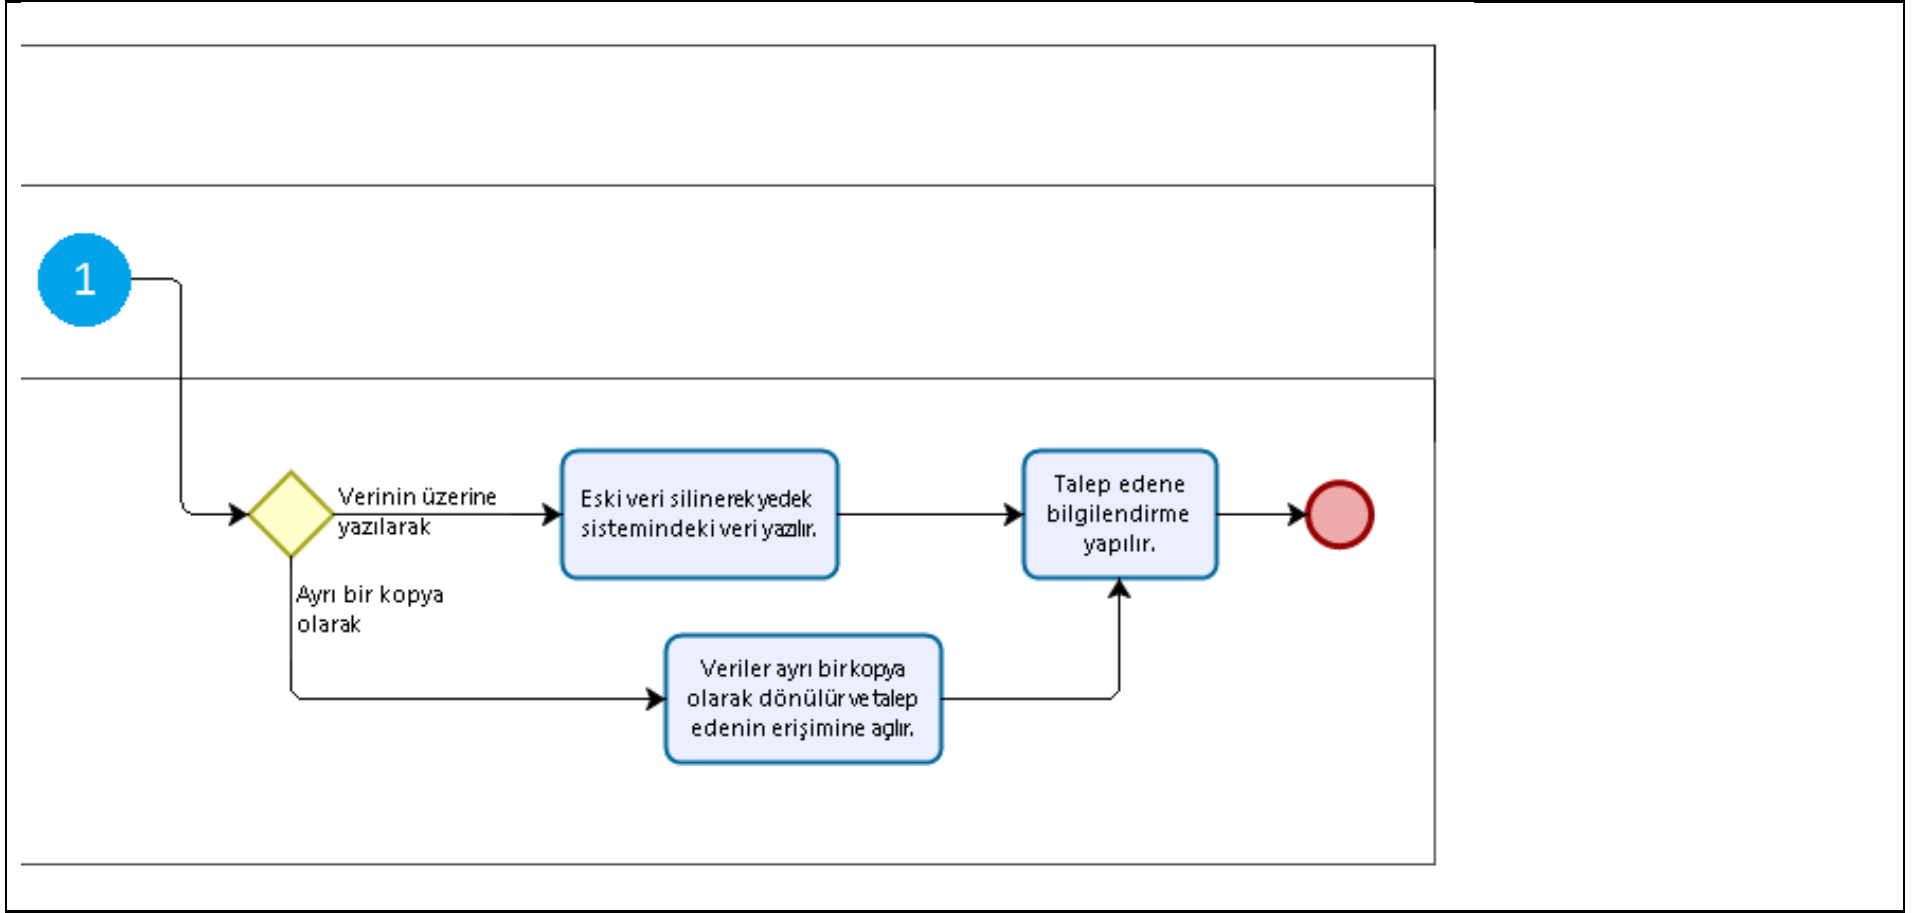 1
Verinin üzerine
yazılarak
Eski veri silinerek yedek
sistemindeki veri yazılır.
Talep edene
bilgilendirme
yapılır.
Ayrı bir kopya
olarak
Veriler ayrı bir kopya
olarak dönülür ve talep
edenin erişimine açılır.